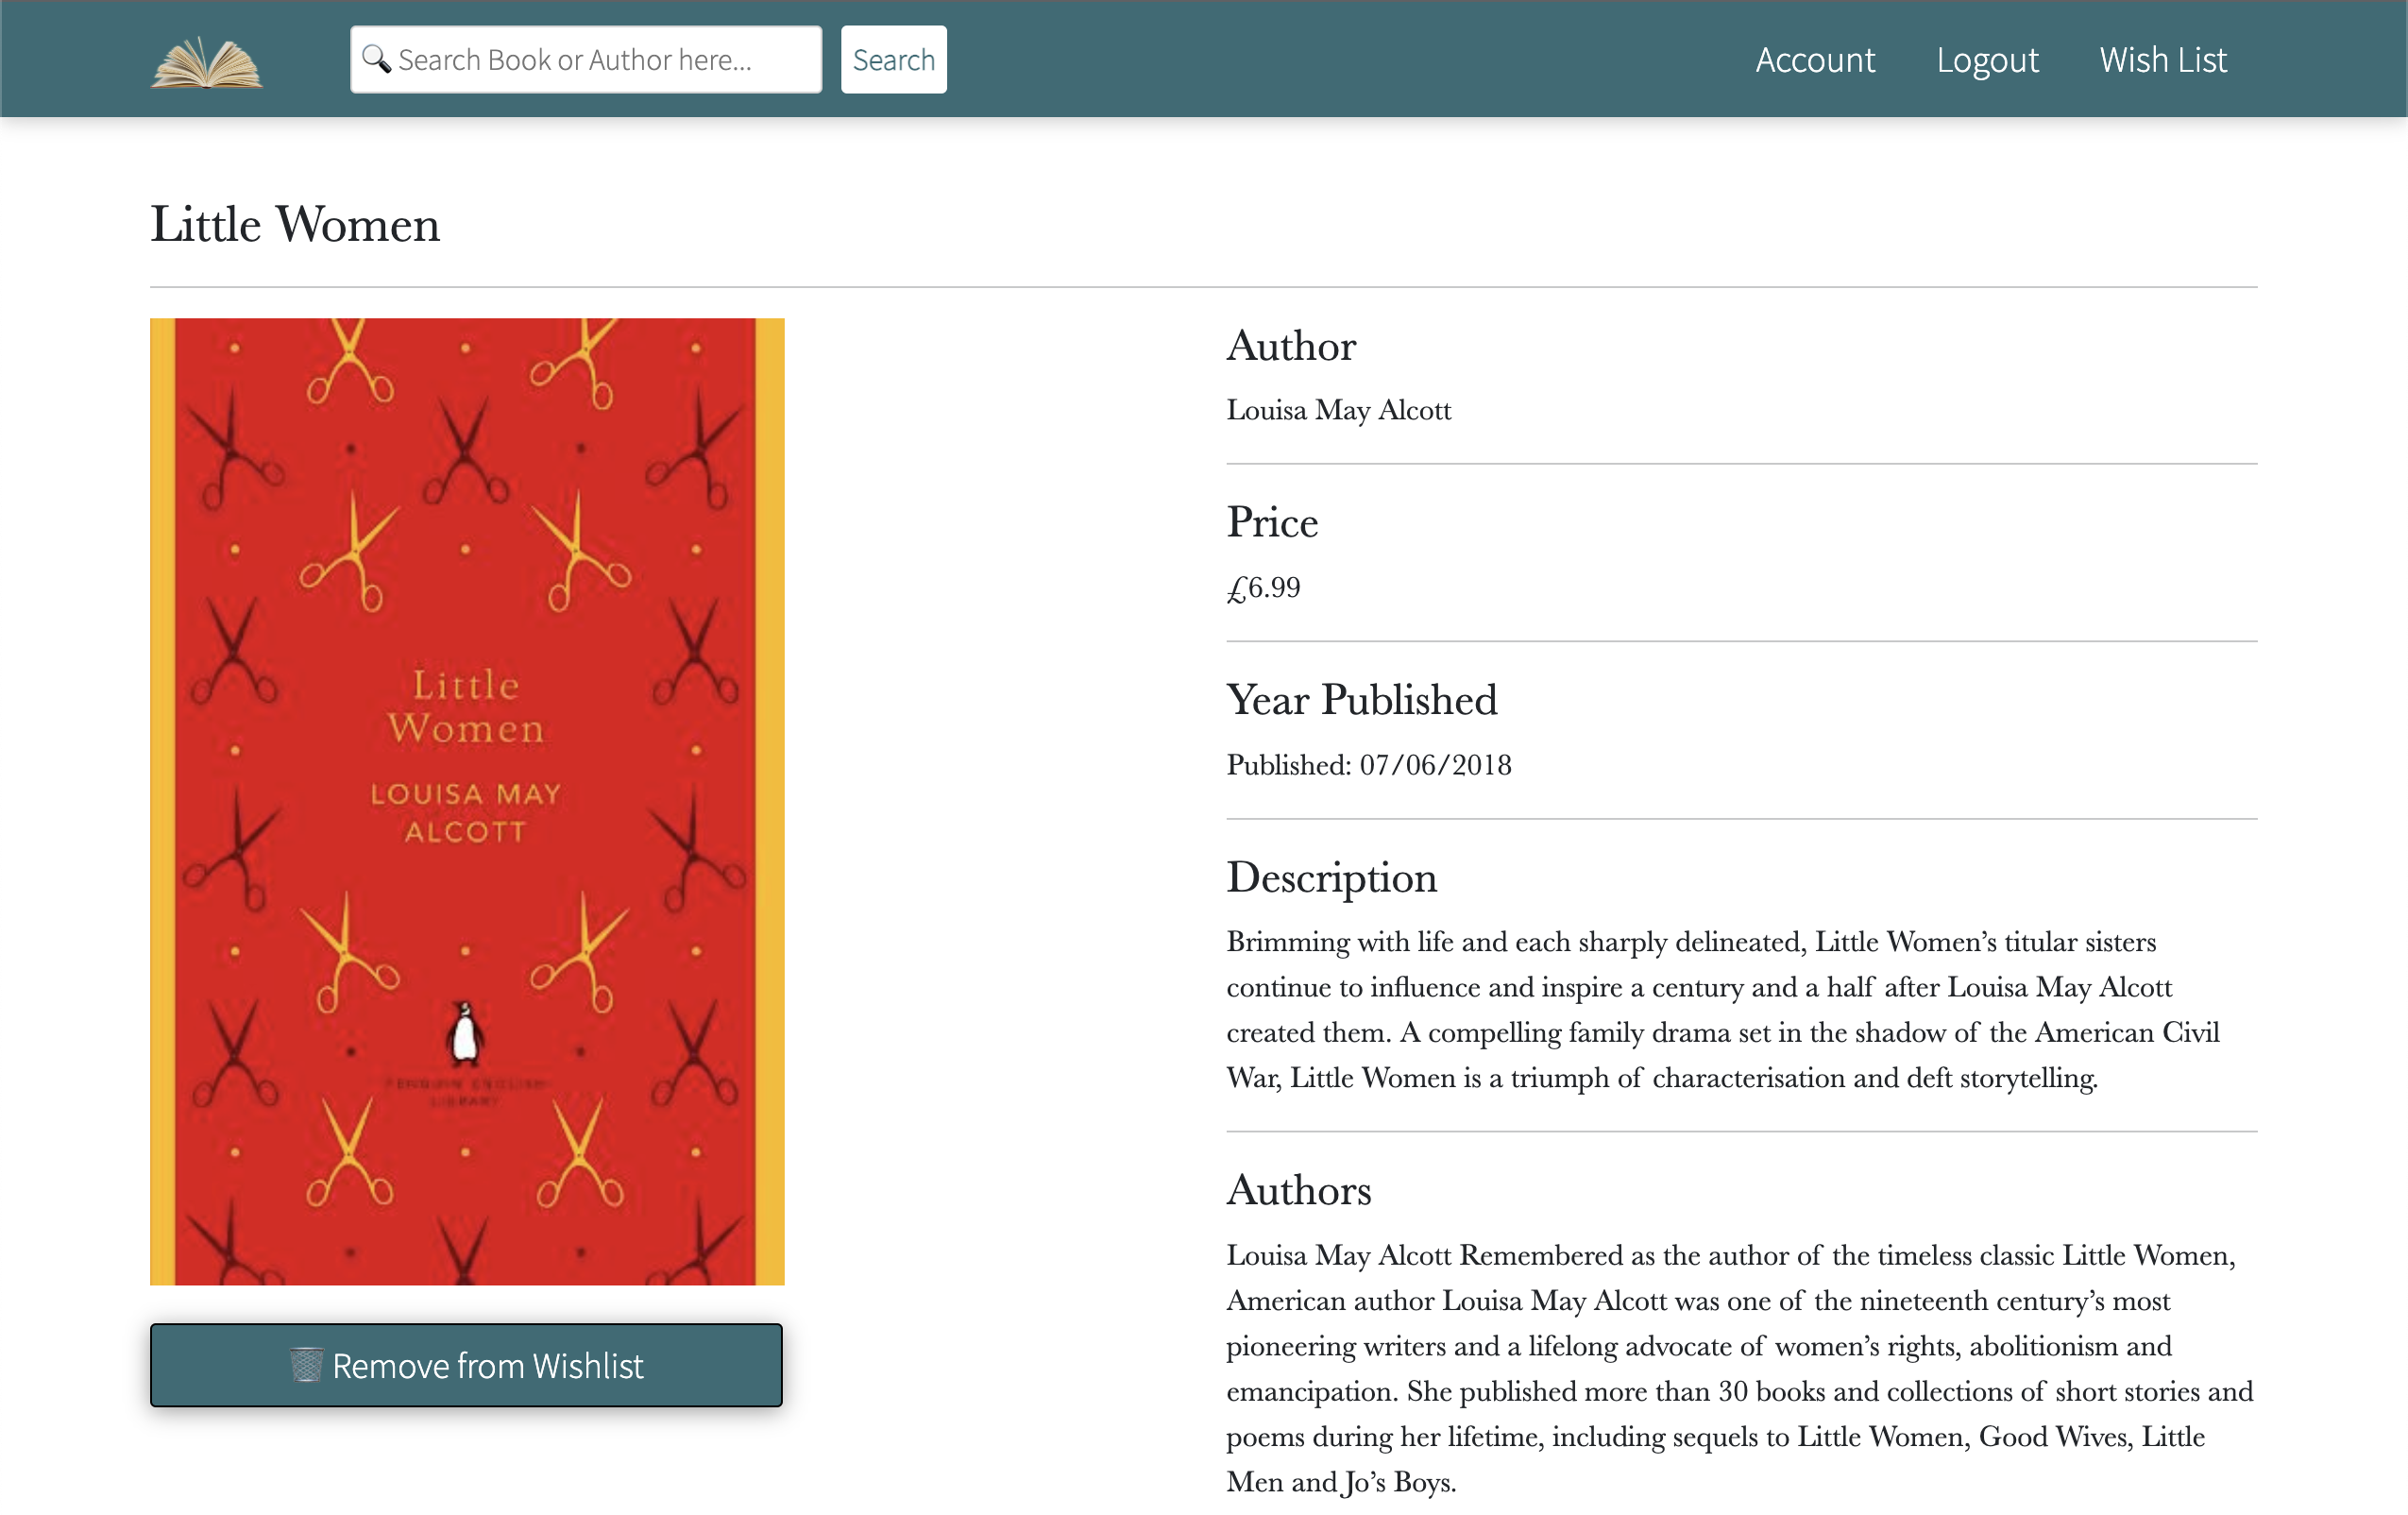 🔍 Search Book or Author here...
Search
Account
Logout
Wish List
Little Women
Little
Women
LOUISA MAY
ALCOTT
PENGUIN ENGLISH
LIBRARY
🗑️ Remove from Wishlist
Author
Louisa May Alcott
Price
£6.99
Year Published
Published: 07/06/2018
Description
Brimming with life and each sharply delineated, Little Women’s titular sisters
continue to influence and inspire a century and a half after Louisa May Alcott
created them. A compelling family drama set in the shadow of the American Civil
War, Little Women is a triumph of characterisation and deft storytelling.
Authors
Louisa May Alcott Remembered as the author of the timeless classic Little Women,
American author Louisa May Alcott was one of the nineteenth century’s most
pioneering writers and a lifelong advocate of women’s rights, abolitionism and
emancipation. She published more than 30 books and collections of short stories and
poems during her lifetime, including sequels to Little Women, Good Wives, Little
Men and Jo’s Boys.